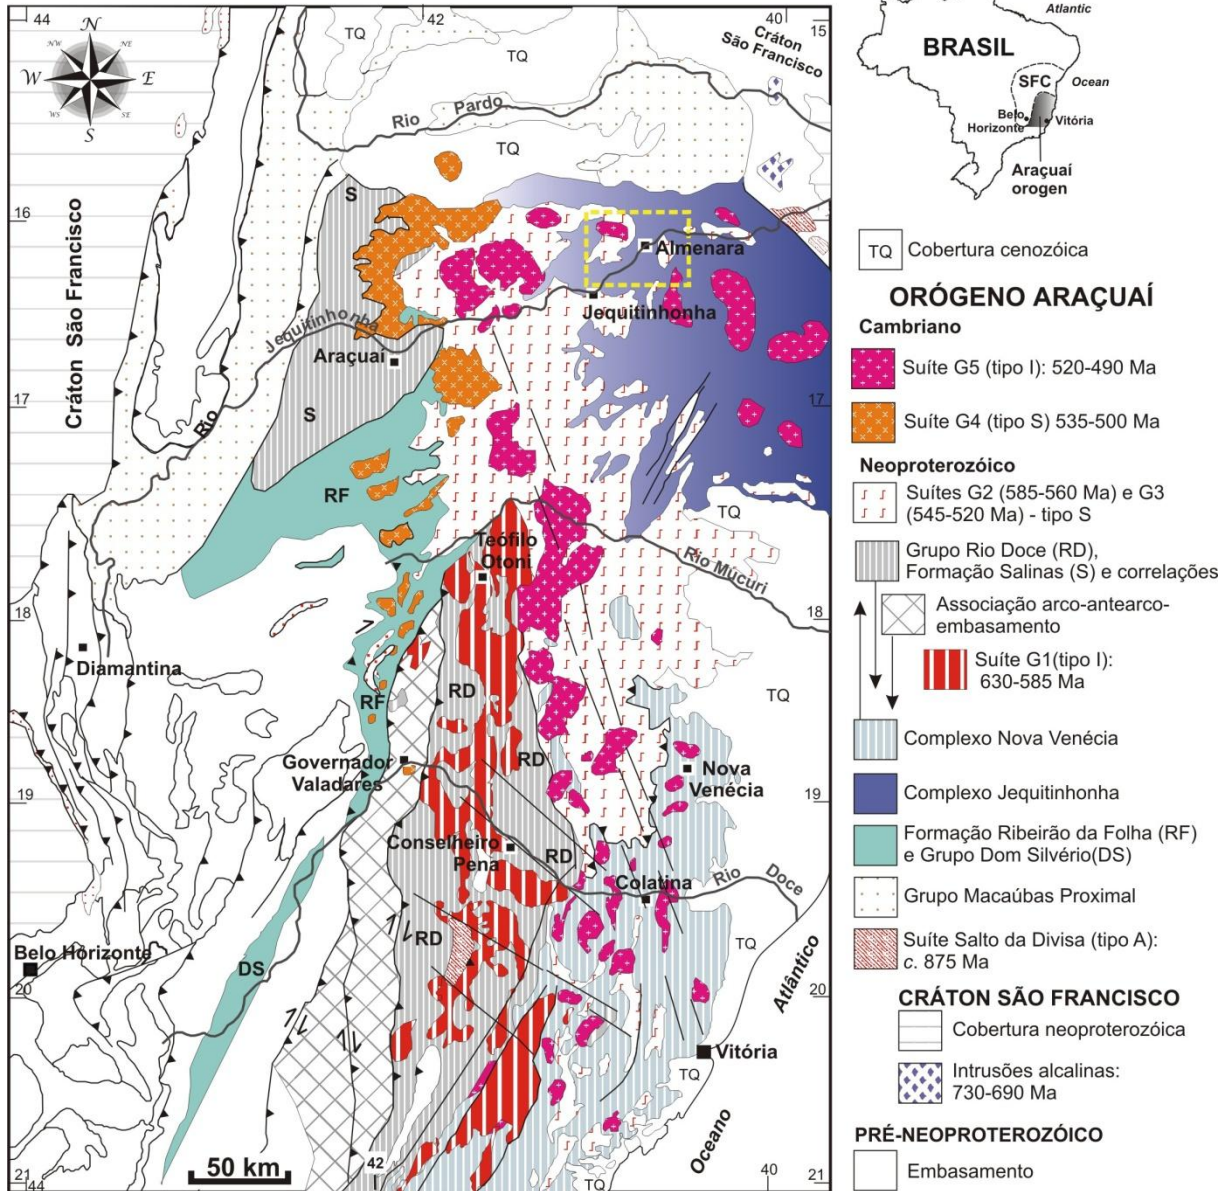 44
42
40
15
N
NW
NE
W
E
WS
SE
S
TQ
TQ
Cráton
São Francisco
Rio
Pardo
TQ
S
16
Cráton São Francisco
Almenara
Jequitinhonha
Jequitinhonha
Araçuaí
Rio
S
17
17
RF
TQ
Teófilo
Otoni
Rio Mucuri
18
18
Diamantina
RF
RD
TQ
Governador
Valadares
RD
Nova
Venécia
19
19
Conselheiro
Pena
RD
Colatina
Rio
Doce
RD
TQ
Belo Horizonte
DS
Atlântico
20
20
Vitória
TQ
Oceano
50 km
42
TQ
21
44
40
21
Atlantic
BRASIL
SFC
Ocean
Belo
Horizonte
Vitória
Araçuaí
orogen
TQ
Cobertura cenozóica
ORÓGENO ARAÇUAÍ
Cambriano
Suíte G5 (tipo I): 520-490 Ma
Suíte G4 (tipo S) 535-500 Ma
Neoproterozóico
Suítes G2 (585-560 Ma) e G3
(545-520 Ma) - tipo S
Grupo Rio Doce (RD),
Formação Salinas (S) e correlações
Associação arco-antearco-
embasamento
Suíte G1(tipo I):
630-585 Ma
Complexo Nova Venécia
Complexo Jequitinhonha
Formação Ribeirão da Folha (RF)
e Grupo Dom Silvério(DS)
Grupo Macaúbas Proximal
Suíte Salto da Divisa (tipo A):
c. 875 Ma
CRÁTON SÃO FRANCISCO
Cobertura neoproterozóica
Intrusões alcalinas:
730-690 Ma
PRÉ-NEOPROTEROZÓICO
Embasamento